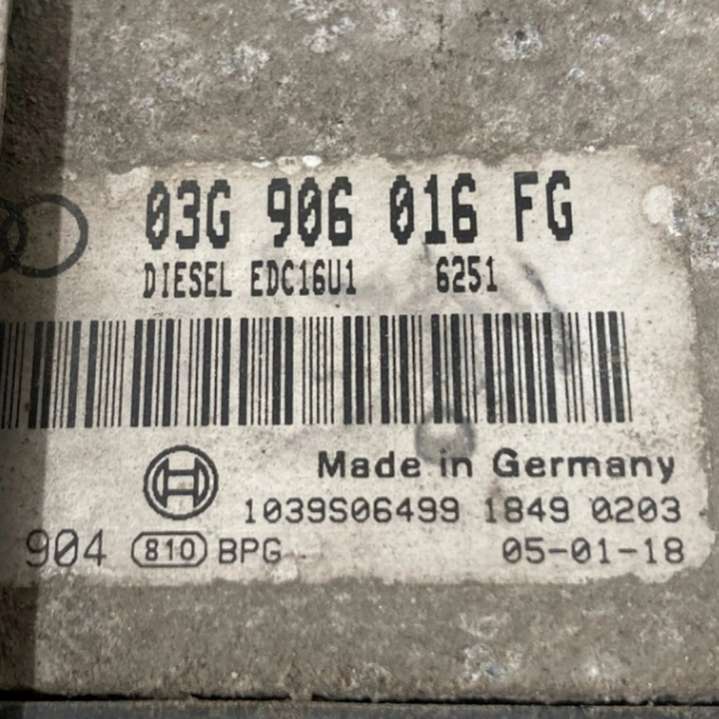 03G 906 016 FG
DIESEL EDC16U1 6251
Made in Germany
1039S06499 1849 0203
904 810 BPG 05-01-18